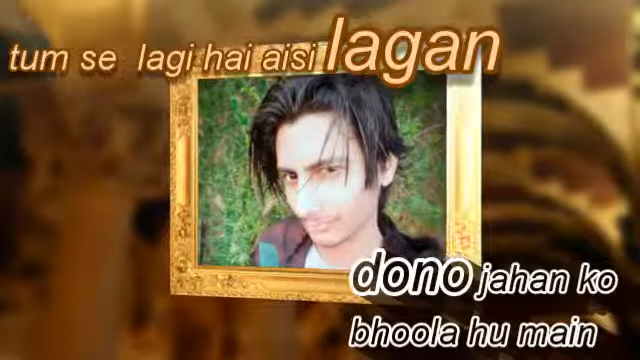 tum se lagi hai aisi lagan
dono jahan ko
bhoola hu main